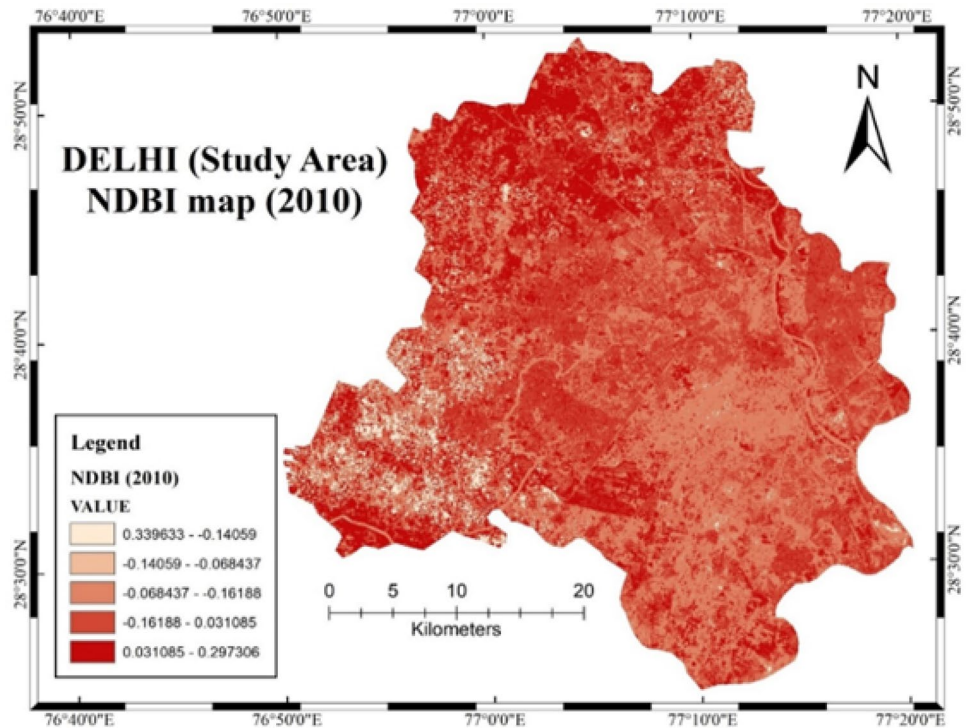 76°40'0"E 76°50'0"E 77°0'0"E 77°10'0"E 77°20'0"E
N
28°50'0"N 28°50'0"N
DELHI (Study Area)
NDBI map (2010)
28°40'0"N 28°40'0"N
Legend
NDBI (2010)
VALUE
0.339633 - -0.14059
-0.14059 - -0.068437
-0.068437 - -0.16188
-0.16188 - 0.031085
0.031085 - 0.297306
0 5 10 20
Kilometers
28°30'0"N 28°30'0"N
76°40'0"E 76°50'0"E 77°0'0"E 77°10'0"E 77°20'0"E